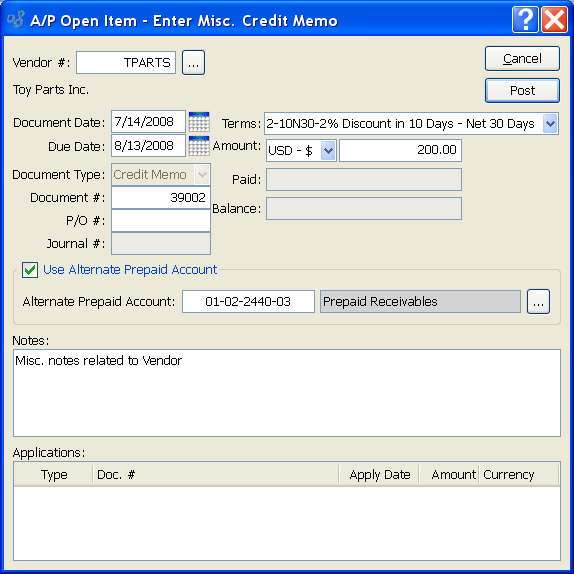 A/P Open Item - Enter Misc. Credit Memo
Vendor #: TPARTS ... Cancel
Toy Parts Inc. Post
Document Date: 7/14/2008 Terms: 2-10N30-2% Discount in 10 Days - Net 30 Days
Due Date: 8/13/2008 Amount: USD - $ 200.00
Document Type: Credit Memo Paid:
Document #: 39002
P/O #: Balance:
Journal #:
Use Alternate Prepaid Account
Alternate Prepaid Account: 01-02-2440-03 Prepaid Receivables ...
Notes:
Misc. notes related to Vendor
Applications:
Type Doc. # Apply Date Amount Currency